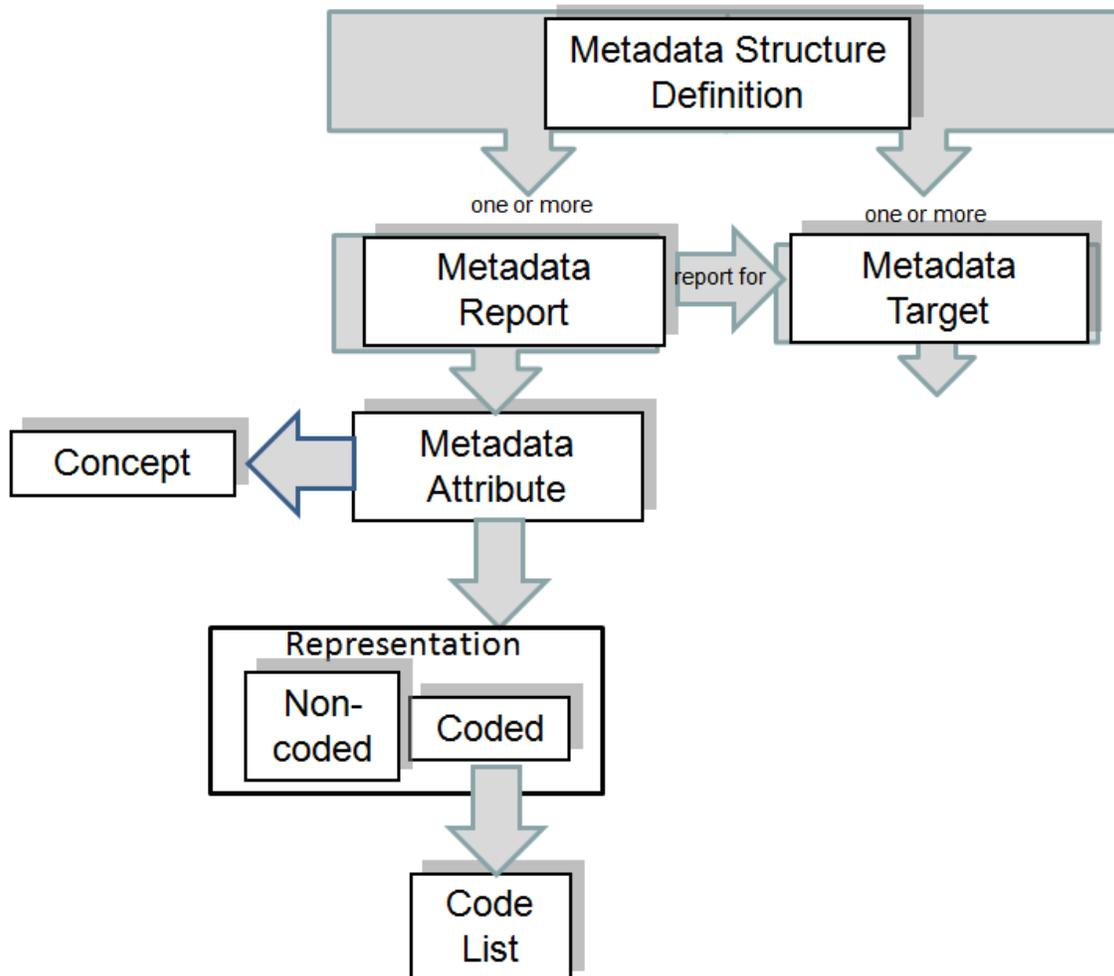 Metadata Structure
Definition
one or more
one or more
Metadata
Report
report for
Metadata
Target
Concept
Metadata
Attribute
Representation
Non-
coded
Coded
Code
List